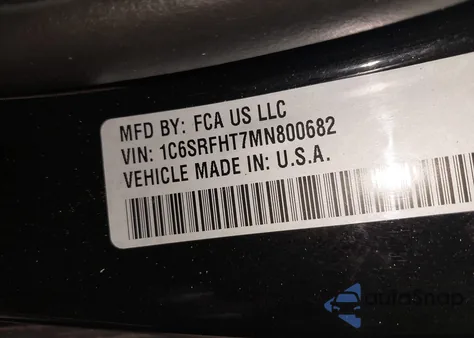 MFD BY: FCA US LLC
VIN: 1C6SRFHT7MN800682
VEHICLE MADE IN: U.S.A.
autoSnap